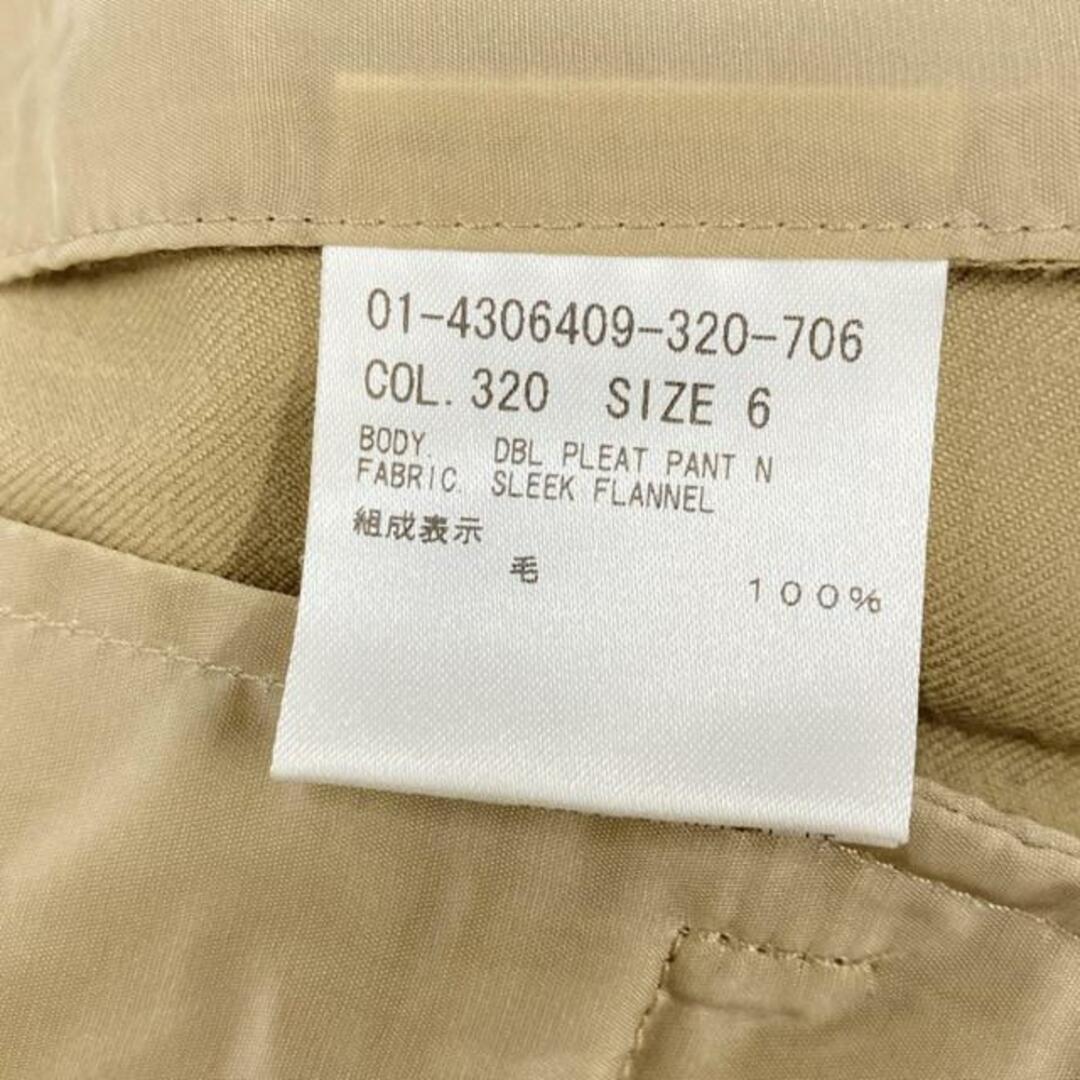 01-4306409-320-706
COL. 320 SIZE 6
BODY. DBL PLEAT PANT N
FABRIC. SLEEK FLANNEL
組成表示
毛 100%